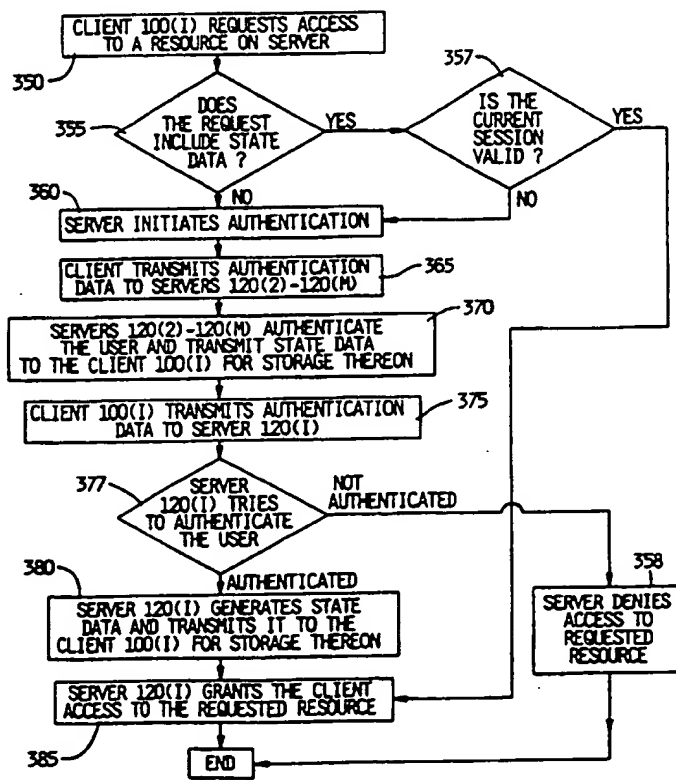 CLIENT 100(I) REQUESTS ACCESS
TO A RESOURCE ON SERVER
350
357
355
DOES
THE REQUEST
INCLUDE STATE
DATA ?
YES
IS THE
CURRENT
SESSION
VALID ?
YES
NO
NO
360
SERVER INITIATES AUTHENTICATION
CLIENT TRANSMITS AUTHENTICATION
DATA TO SERVERS 120(2)-120(M)
365
370
SERVERS 120(2)-120(M) AUTHENTICATE
THE USER AND TRANSMIT STATE DATA
TO THE CLIENT 100(I) FOR STORAGE THEREON
CLIENT 100(I) TRANSMITS AUTHENTICATION
DATA TO SERVER 120(I)
375
377
SERVER
120(I) TRIES
TO AUTHENTICATE
THE USER
NOT
AUTHENTICATED
AUTHENTICATED
380
SERVER 120(I) GENERATES STATE
DATA AND TRANSMITS IT TO THE
CLIENT 100(I) FOR STORAGE THEREON
358
SERVER DENIES
ACCESS TO
REQUESTED
RESOURCE
SERVER 120(I) GRANTS THE CLIENT
ACCESS TO THE REQUESTED RESOURCE
385
END